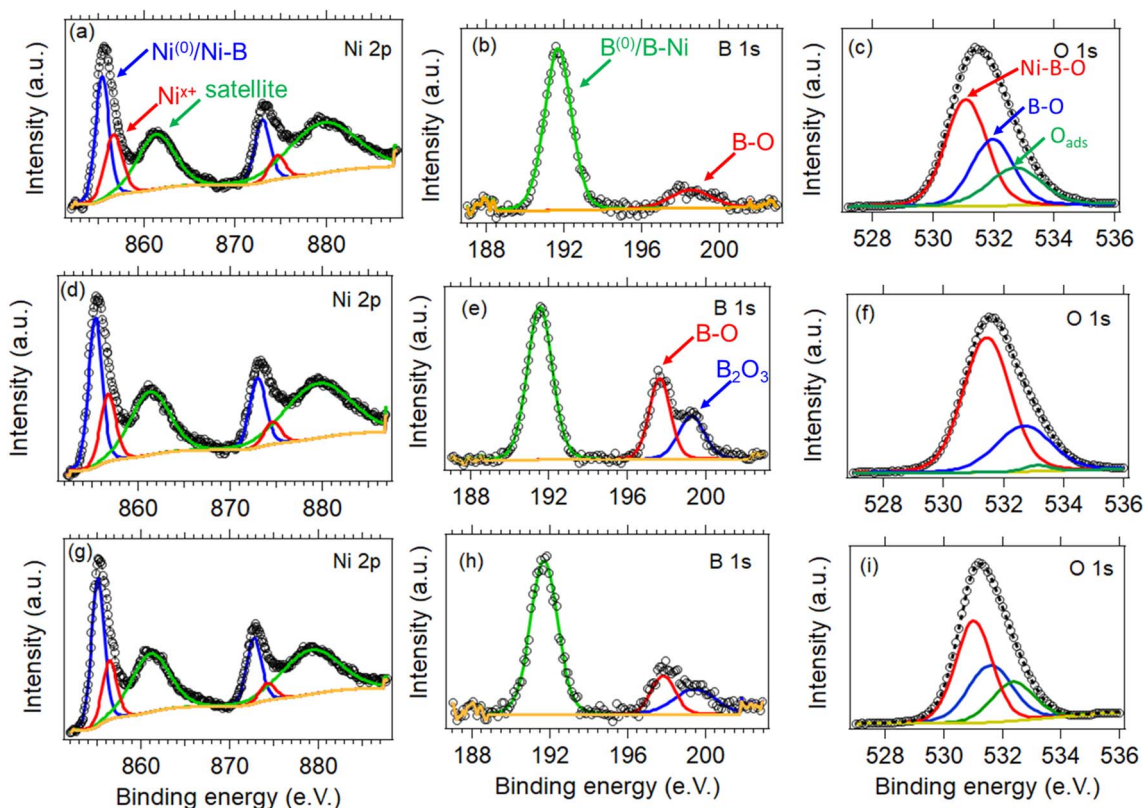 (a)
Ni 2p
Ni⁽⁰⁾/Ni-B
Niˣ⁺
satellite
Intensity (a.u.)
860 870 880
(b)
B 1s
B⁽⁰⁾/B-Ni
B-O
Intensity (a.u.)
188 192 196 200
(c)
O 1s
Ni-B-O
B-O
Oₐds
Intensity (a.u.)
528 530 532 534 536
(d)
Ni 2p
Intensity (a.u.)
860 870 880
(e)
B 1s
B-O
B₂O₃
Intensity (a.u.)
188 192 196 200
(f)
O 1s
Intensity (a.u.)
528 530 532 534 536
(g)
Ni 2p
Intensity (a.u.)
860 870 880
Binding energy (e.V.)
(h)
B 1s
Intensity (a.u.)
188 192 196 200
Binding energy (e.V.)
(i)
O 1s
Intensity (a.u.)
528 530 532 534 536
Binding energy (e.V.)